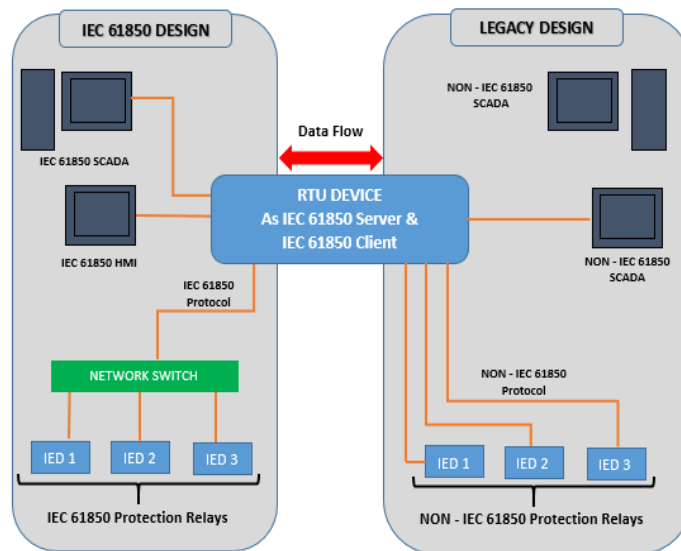 IEC 61850 DESIGN
LEGACY DESIGN
IEC 61850 SCADA
NON - IEC 61850
SCADA
Data Flow
RTU DEVICE
As IEC 61850 Server &
IEC 61850 Client
IEC 61850 HMI
NON - IEC 61850
SCADA
IEC 61850
Protocol
NETWORK SWITCH
NON - IEC 61850
Protocol
IED 1
IED 2
IED 3
IED 1
IED 2
IED 3
IEC 61850 Protection Relays
NON - IEC 61850 Protection Relays